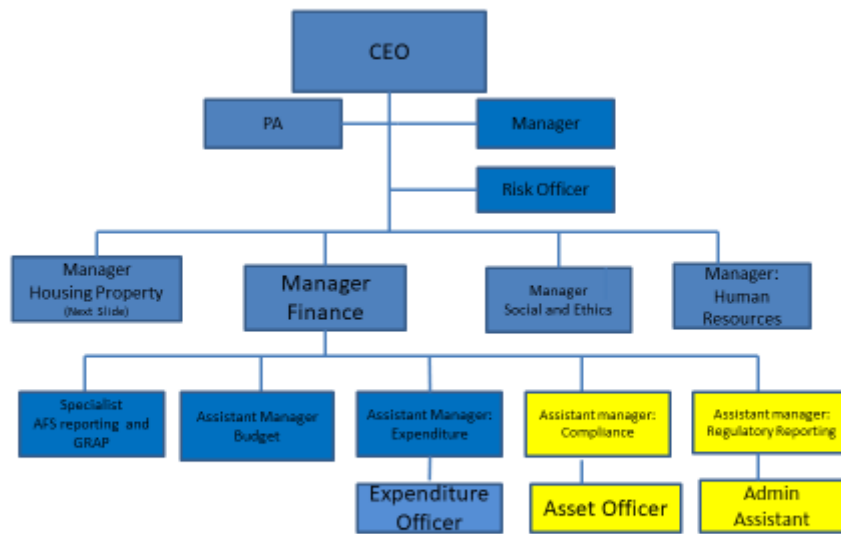 CEO
PA
Manager
Risk Officer
Manager
Housing Property
(Next Slide)
Manager
Finance
Manager
Social and Ethics
Manager:
Human
Resources
Specialist
AFS reporting and
GRAP
Assistant Manager
Budget
Assistant Manager:
Expenditure
Assistant manager:
Compliance
Assistant manager:
Regulatory Reporting
Expenditure
Officer
Asset Officer
Admin
Assistant